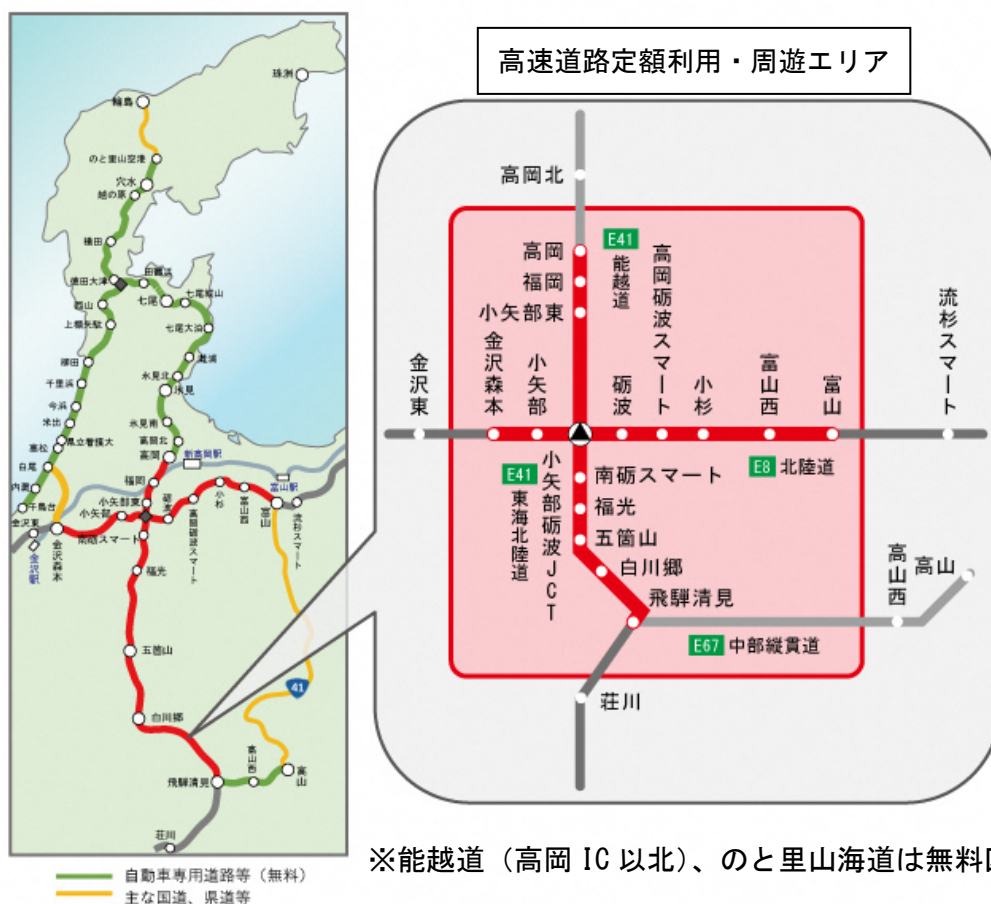 高速道路定額利用・周遊エリア
珠洲
輪島
のと里山空港
穴水
越の原
横田
徳田大津
田鶴浜
七尾
七尾城山
西山
上棚矢駄
七尾大泊
灘浦
柳田
氷見北
氷見
千里浜
今浜
米出
氷見南
県立看護大
高松
高岡北
白尾
高岡
新高岡駅
内灘
福岡
富山駅
千鳥台
小矢部東
小杉
金沢東
小矢部
砺波
富山西
富山
流杉スマート
金沢駅
金沢森本
南砺スマート
高岡砺波スマート
福光
五箇山
41
白川郷
飛騨清見
高山西
高山
荘川
自動車専用道路等（無料）
主な国道、県道等
高岡北
高岡
E41
能越道
福岡
小矢部東
高岡砺波スマート
流杉スマート
金沢東
金沢森本
小矢部
砺波
小杉
富山西
富山
E8 北陸道
E41
東海北陸道
小矢部砺波JCT
南砺スマート
福光
五箇山
白川郷
飛騨清見
高山西
高山
E67 中部縦貫道
荘川
※能越道（高岡 IC 以北）、のと里山海道は無料